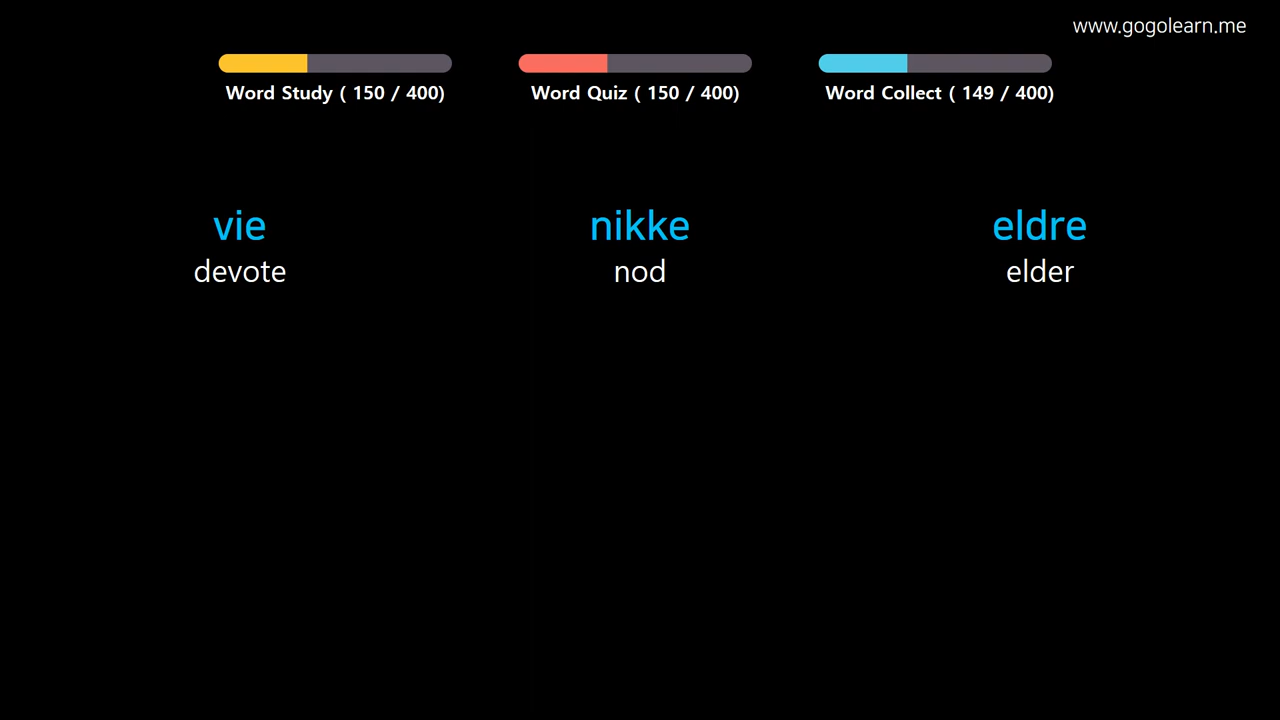 www.gogolearn.me
Word Study ( 150 / 400)
Word Quiz ( 150 / 400)
Word Collect ( 149 / 400)
vie
nikke
eldre
devote
nod
elder